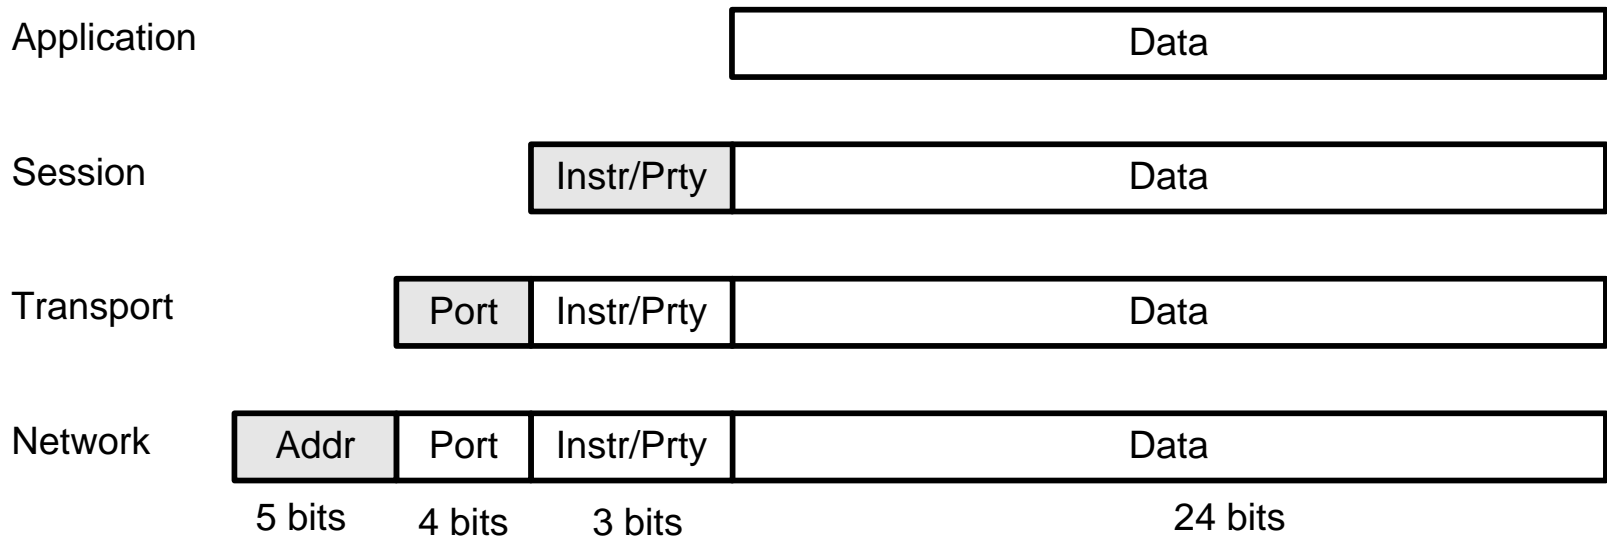 Application Data
Session Instr/Prty Data
Transport Port Instr/Prty Data
Network Addr Port Instr/Prty Data
5 bits 4 bits 3 bits 24 bits